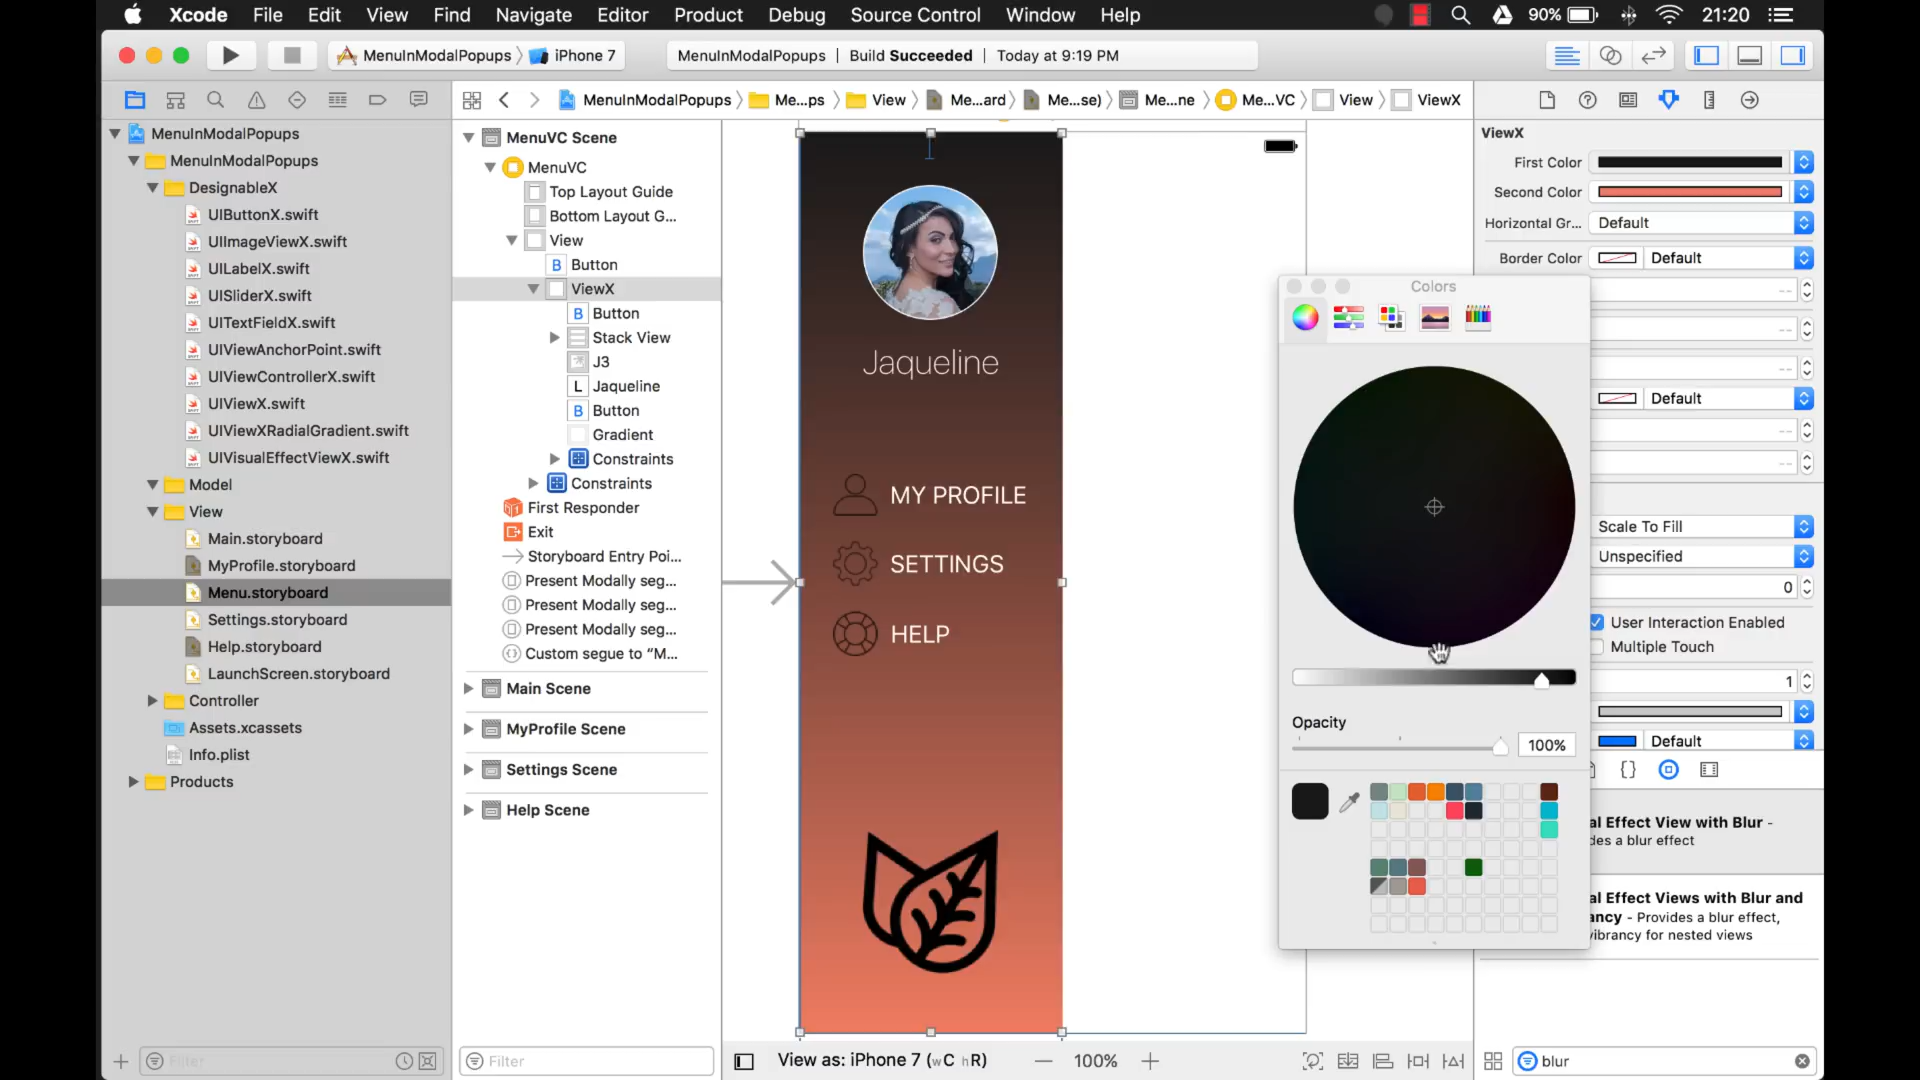 Xcode File Edit View Find Navigate Editor Product Debug Source Control Window Help 90% 21:20
MenuInModalPopups iPhone 7
MenuInModalPopups | Build Succeeded | Today at 9:19 PM
MenuInModalPopups Me...ps View Me...ard Me...se) Me...ne Me...VC View ViewX
MenuInModalPopups
MenuInModalPopups
DesignableX
UIButtonX.swift
UIImageViewX.swift
UILabelX.swift
UISliderX.swift
UITextFieldX.swift
UIViewAnchorPoint.swift
UIViewControllerX.swift
UIViewX.swift
UIViewXRadialGradient.swift
UIVisualEffectViewX.swift
Model
View
Main.storyboard
MyProfile.storyboard
Menu.storyboard
Settings.storyboard
Help.storyboard
LaunchScreen.storyboard
Controller
Assets.xcassets
Info.plist
Products
Filter
MenuVC Scene
MenuVC
Top Layout Guide
Bottom Layout G...
View
B Button
ViewX
B Button
Stack View
J3
L Jaqueline
B Button
Gradient
Constraints
Constraints
First Responder
Exit
Storyboard Entry Poi...
Present Modally seg...
Present Modally seg...
Present Modally seg...
Custom segue to “M...
Main Scene
MyProfile Scene
Settings Scene
Help Scene
Filter
Jaqueline
MY PROFILE
SETTINGS
HELP
View as: iPhone 7 (wC hR)
100%
ViewX
First Color
Second Color
Horizontal Gr... Default
Border Color Default
Default
Scale To Fill
Unspecified
0
User Interaction Enabled
Multiple Touch
1
Default
Colors
Opacity
100%
al Effect View with Blur -
des a blur effect
al Effect Views with Blur and
ancy - Provides a blur effect,
vibrancy for nested views
blur